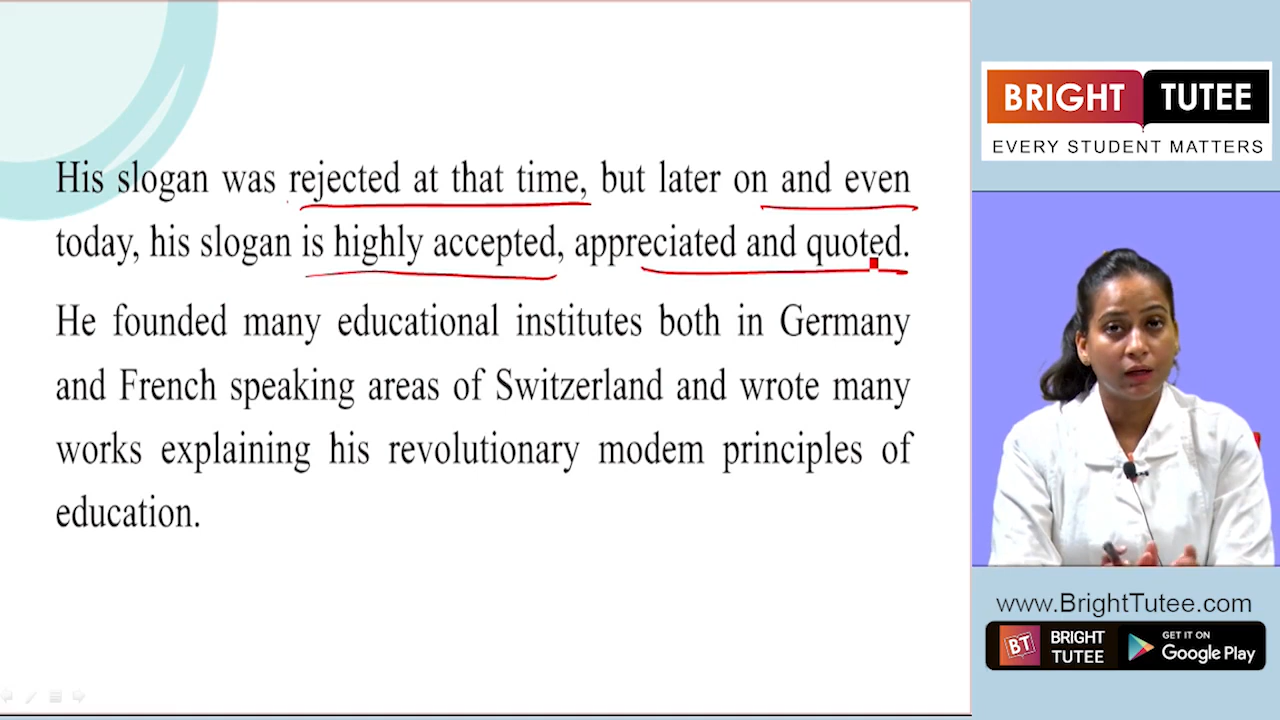 His slogan was rejected at that time, but later on and even
today, his slogan is highly accepted, appreciated and quoted.
He founded many educational institutes both in Germany
and French speaking areas of Switzerland and wrote many
works explaining his revolutionary modem principles of
education.
BRIGHT TUTEE
EVERY STUDENT MATTERS
www.BrightTutee.com
BT
BRIGHT
TUTEE
GET IT ON
Google Play